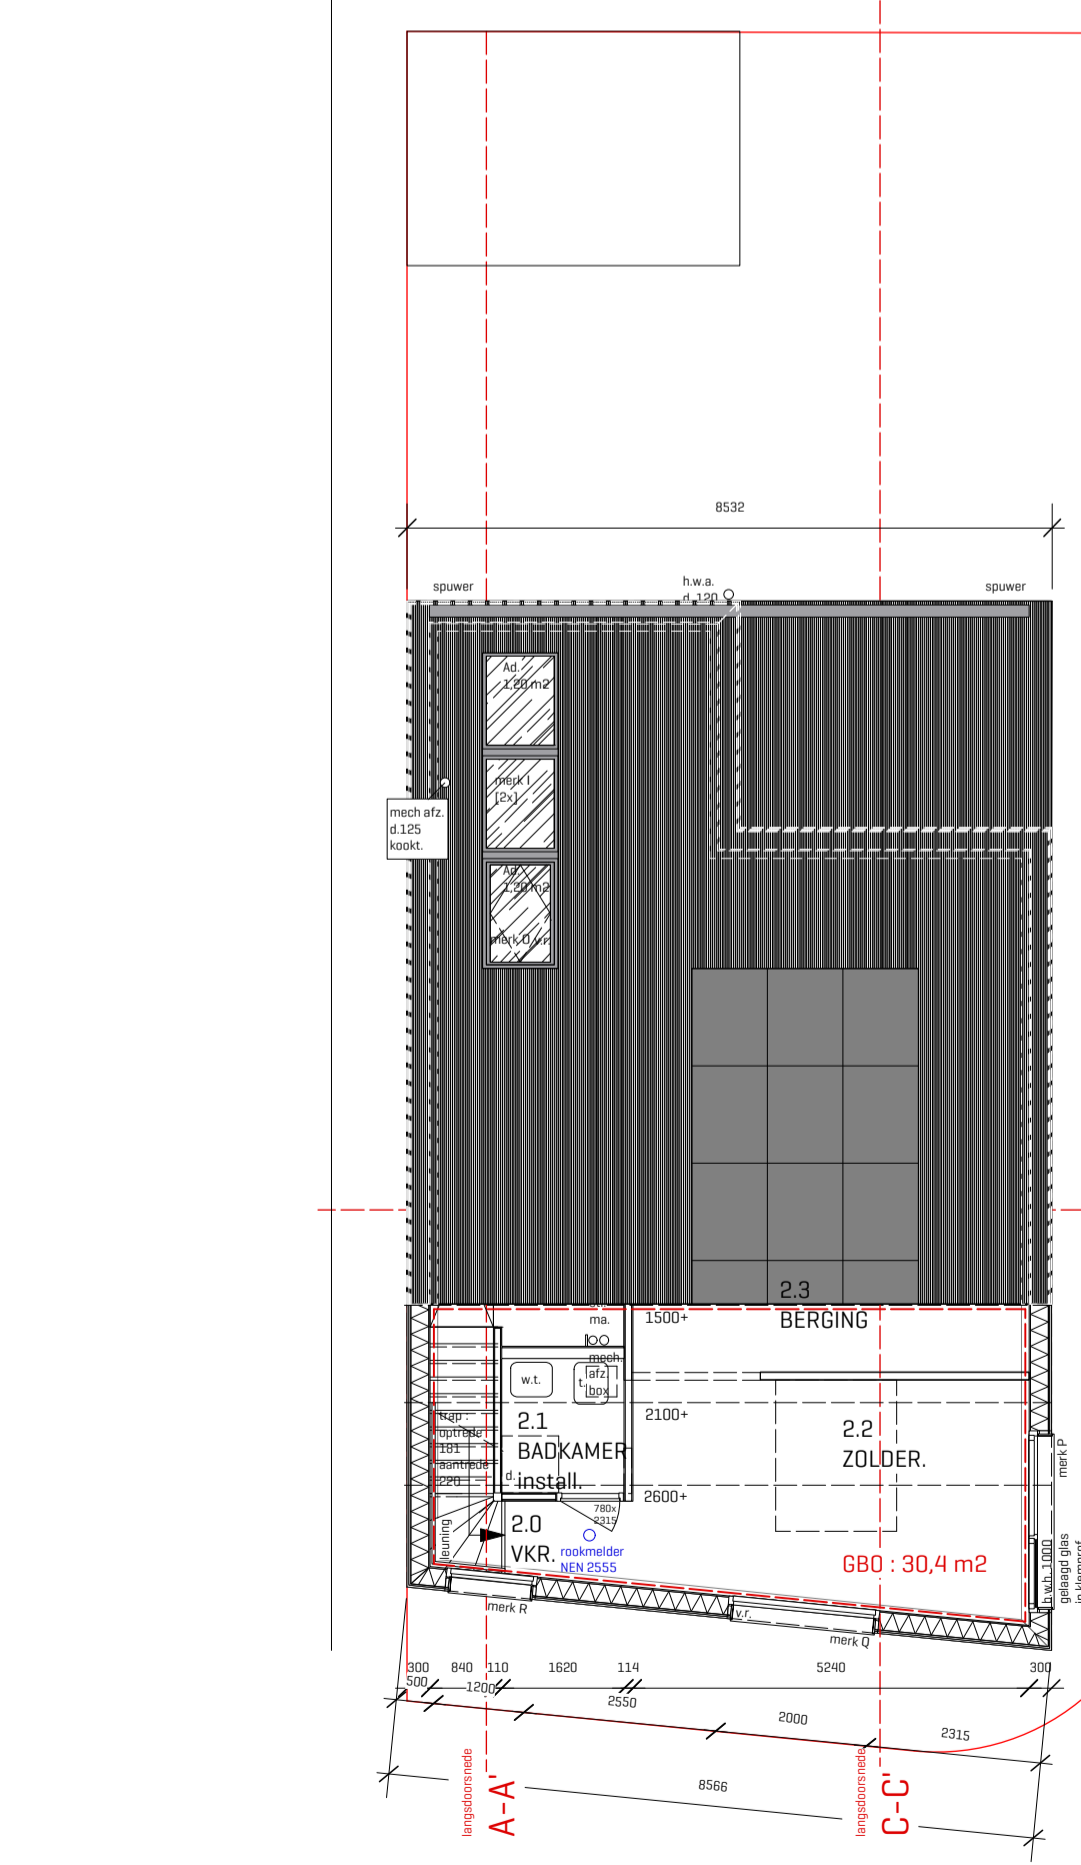 8532
spuwer
h.w.a.
d.120
spuwer
Ad.
1,20 m2
merk I
[2x]
mech afz.
d.125
kookt.
Ad.
1,20 m2
merk O v.r.
2.3
BERGING
1500+
ma.
mech.
afz.
box
w.t.
t.
2100+
trap :
optrede
181
aantrede
220
2.1
BADKAMER
install.
d.
2.2
ZOLDER.
merk P
2600+
780x
2315
2.0
VKR.
leuning
rookmelder
NEN 2555
GBO : 30,4 m2
b.w.h. 1000
gelaagd glas
merk R
v.r.
merk Q
300
840
110
1620
114
5240
300
500
1200
2550
2000
2315
8566
langsdoorsnede
A-A'
langsdoorsnede
C-C'